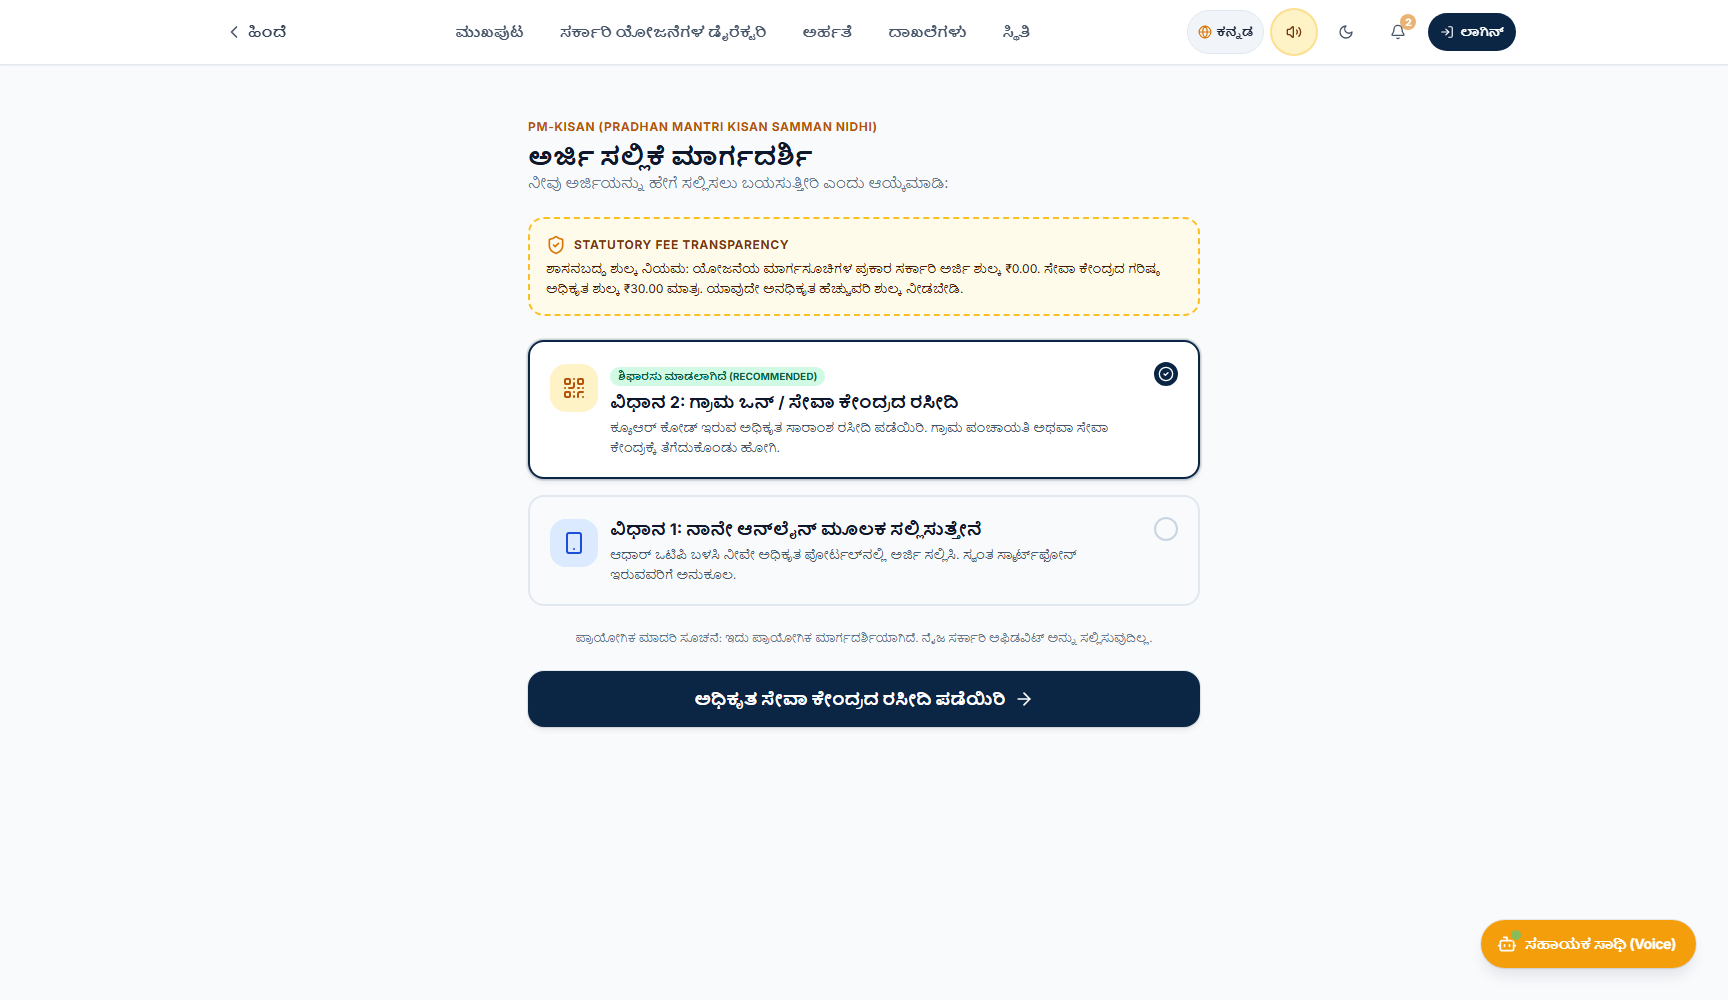 ಹಿಂದೆ
ಮುಖಪುಟ
ಸರ್ಕಾರಿ ಯೋಜನೆಗಳ ಡೈರೆಕ್ಟರಿ
ಅರ್ಹತೆ
ದಾಖಲೆಗಳು
ಸ್ಥಿತಿ
ಕನ್ನಡ
2
ಲಾಗಿನ್
PM-KISAN (PRADHAN MANTRI KISAN SAMMAN NIDHI)
ಅರ್ಜಿ ಸಲ್ಲಿಕೆ ಮಾರ್ಗದರ್ಶಿ
ನೀವು ಅರ್ಜಿಯನ್ನು ಹೇಗೆ ಸಲ್ಲಿಸಲು ಬಯಸುತ್ತೀರಿ ಎಂದು ಆಯ್ಕೆಮಾಡಿ:
STATUTORY FEE TRANSPARENCY
ಶಾಸನಬದ್ಧ ಶುಲ್ಕ ನಿಯಮ: ಯೋಜನೆಯ ಮಾರ್ಗಸೂಚಿಗಳ ಪ್ರಕಾರ ಸರ್ಕಾರಿ ಅರ್ಜಿ ಶುಲ್ಕ ₹0.00. ಸೇವಾ ಕೇಂದ್ರದ ಗರಿಷ್ಠ
ಅಧಿಕೃತ ಶುಲ್ಕ ₹30.00 ಮಾತ್ರ. ಯಾವುದೇ ಅನಧಿಕೃತ ಹೆಚ್ಚುವರಿ ಶುಲ್ಕ ನೀಡಬೇಡಿ.
ಶಿಫಾರಸು ಮಾಡಲಾಗಿದೆ (RECOMMENDED)
ವಿಧಾನ 2: ಗ್ರಾಮ ಒನ್ / ಸೇವಾ ಕೇಂದ್ರದ ರಸೀದಿ
ಕ್ಯೂಆರ್ ಕೋಡ್ ಇರುವ ಅಧಿಕೃತ ಸಾರಾಂಶ ರಸೀದಿ ಪಡೆಯಿರಿ. ಗ್ರಾಮ ಪಂಚಾಯತಿ ಅಥವಾ ಸೇವಾ
ಕೇಂದ್ರಕ್ಕೆ ತೆಗೆದುಕೊಂಡು ಹೋಗಿ.
ವಿಧಾನ 1: ನಾನೇ ಆನ್‌ಲೈನ್ ಮೂಲಕ ಸಲ್ಲಿಸುತ್ತೇನೆ
ಆಧಾರ್ ಒಟಿಪಿ ಬಳಸಿ ನೀವೇ ಅಧಿಕೃತ ಪೋರ್ಟಲ್‌ನಲ್ಲಿ ಅರ್ಜಿ ಸಲ್ಲಿಸಿ. ಸ್ವಂತ ಸ್ಮಾರ್ಟ್‌ಫೋನ್
ಇರುವವರಿಗೆ ಅನುಕೂಲ.
ಪ್ರಾಯೋಗಿಕ ಮಾದರಿ ಸೂಚನೆ: ಇದು ಪ್ರಾಯೋಗಿಕ ಮಾರ್ಗದರ್ಶಿಯಾಗಿದೆ. ನೈಜ ಸರ್ಕಾರಿ ಅಫಿಡವಿಟ್ ಅನ್ನು ಸಲ್ಲಿಸುವುದಿಲ್ಲ.
ಅಧಿಕೃತ ಸೇವಾ ಕೇಂದ್ರದ ರಸೀದಿ ಪಡೆಯಿರಿ
ಸಹಾಯಕ ಸಾಥಿ (Voice)